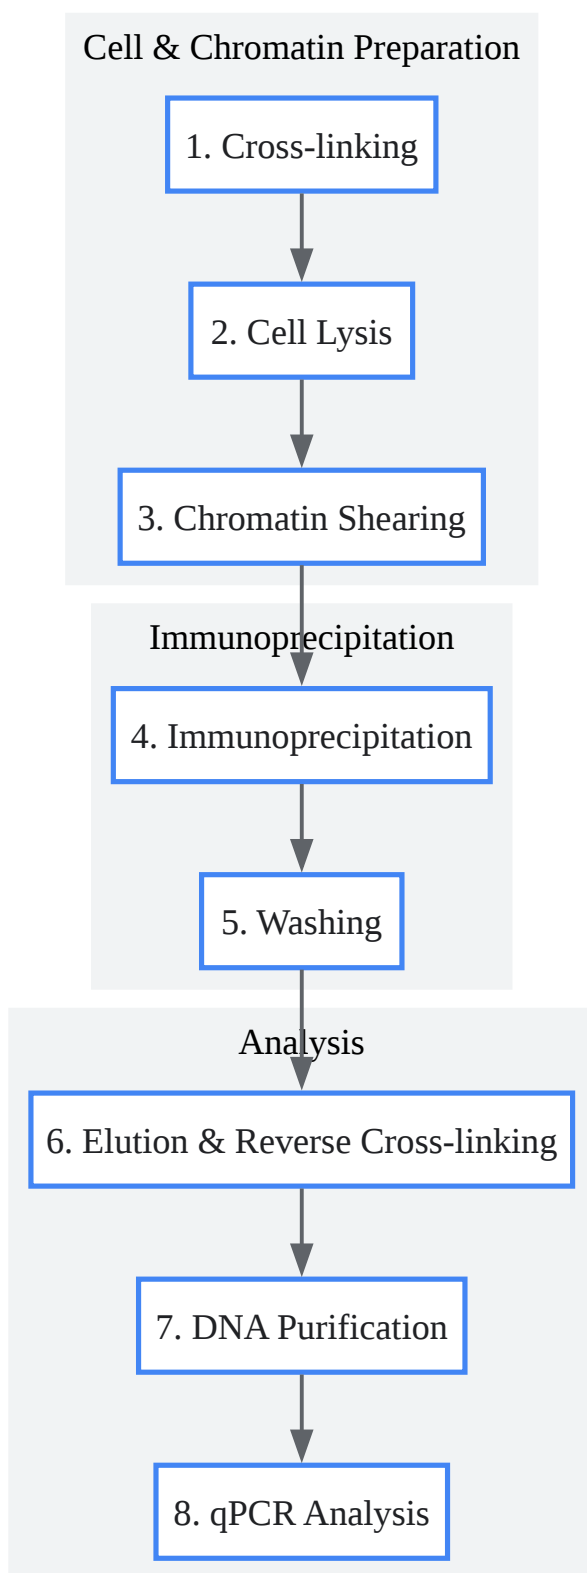 Cell & Chromatin Preparation
1. Cross-linking
2. Cell Lysis
3. Chromatin Shearing
Immunoprecipitation
4. Immunoprecipitation
5. Washing
Analysis
6. Elution & Reverse Cross-linking
7. DNA Purification
8. qPCR Analysis